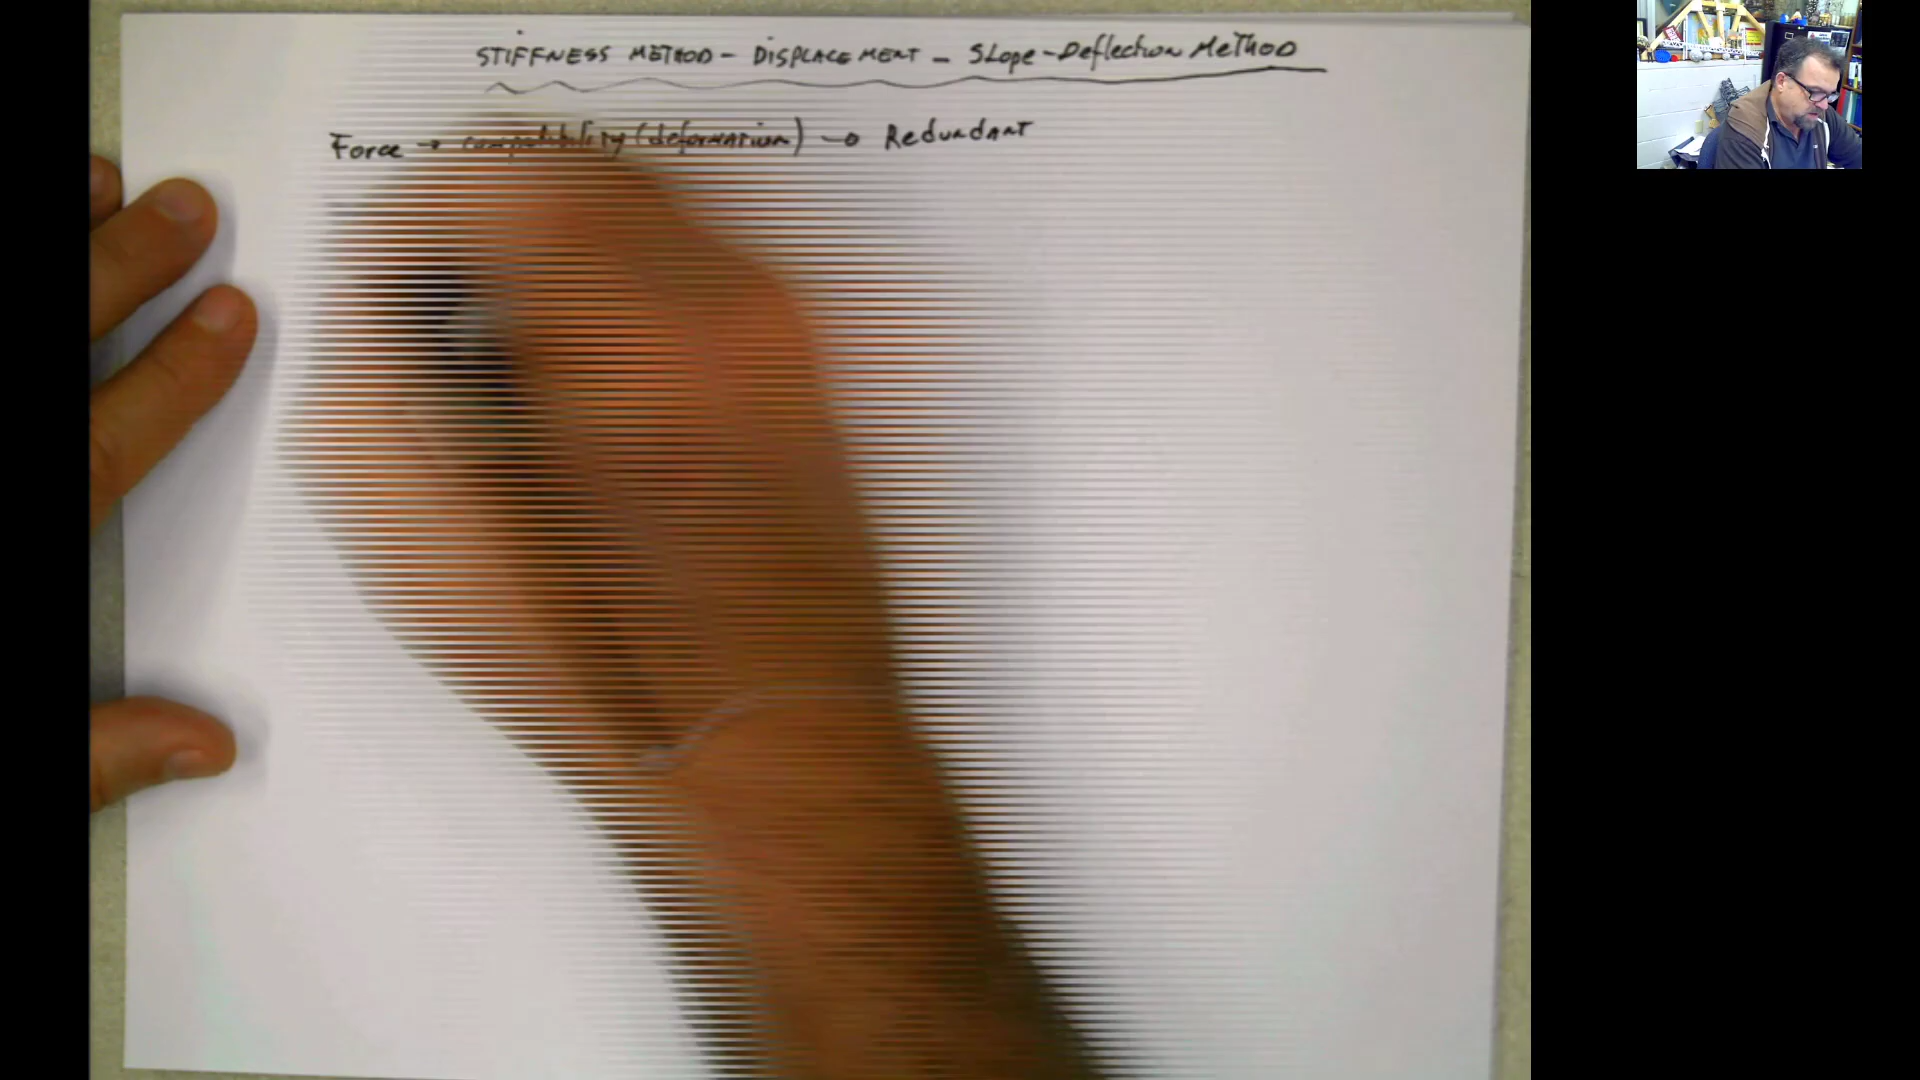 STIFFNESS METHOD - DISPLACEMENT - SLope-Deflection MeTHOD
Force → compatibility (deformation) → RedundanT